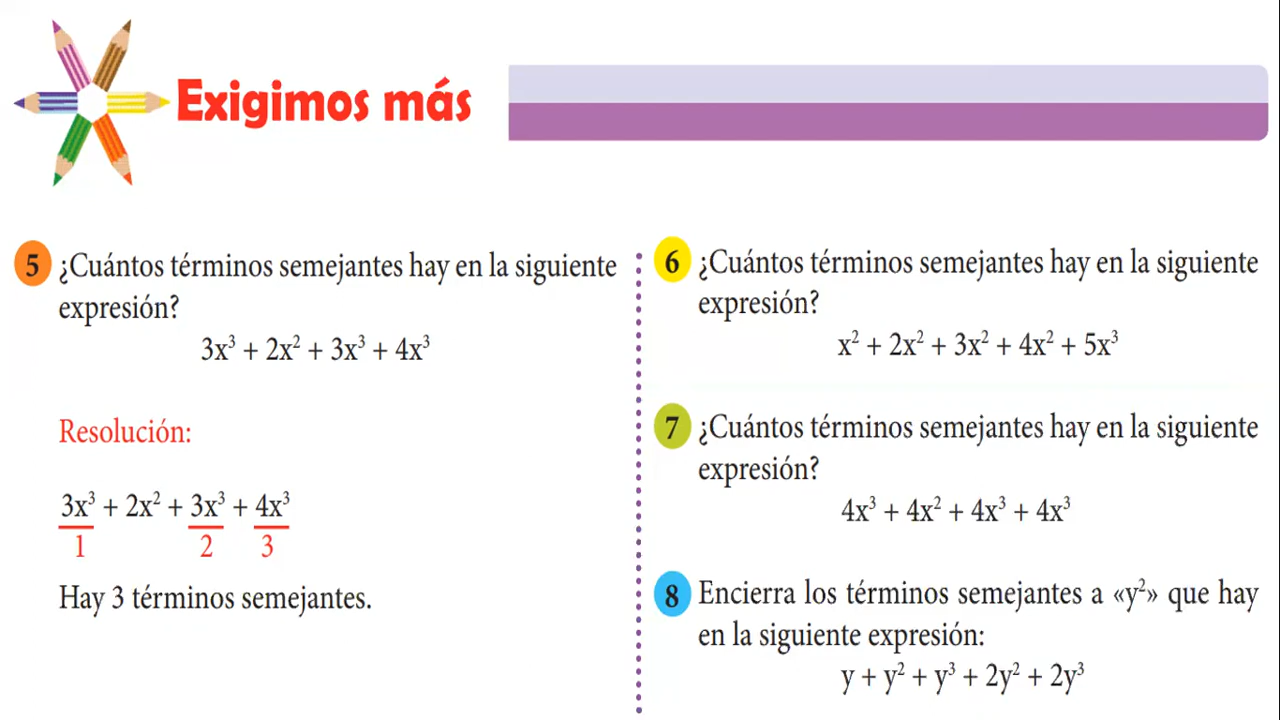 Exigimos más
5 ¿Cuántos términos semejantes hay en la siguiente
expresión?
3x³ + 2x² + 3x³ + 4x³
Resolución:
3x³ + 2x² + 3x³ + 4x³
1 2 3
Hay 3 términos semejantes.
6 ¿Cuántos términos semejantes hay en la siguiente
expresión?
x² + 2x² + 3x² + 4x² + 5x³
7 ¿Cuántos términos semejantes hay en la siguiente
expresión?
4x³ + 4x² + 4x³ + 4x³
8 Encierra los términos semejantes a «y²» que hay
en la siguiente expresión:
y + y² + y³ + 2y² + 2y³